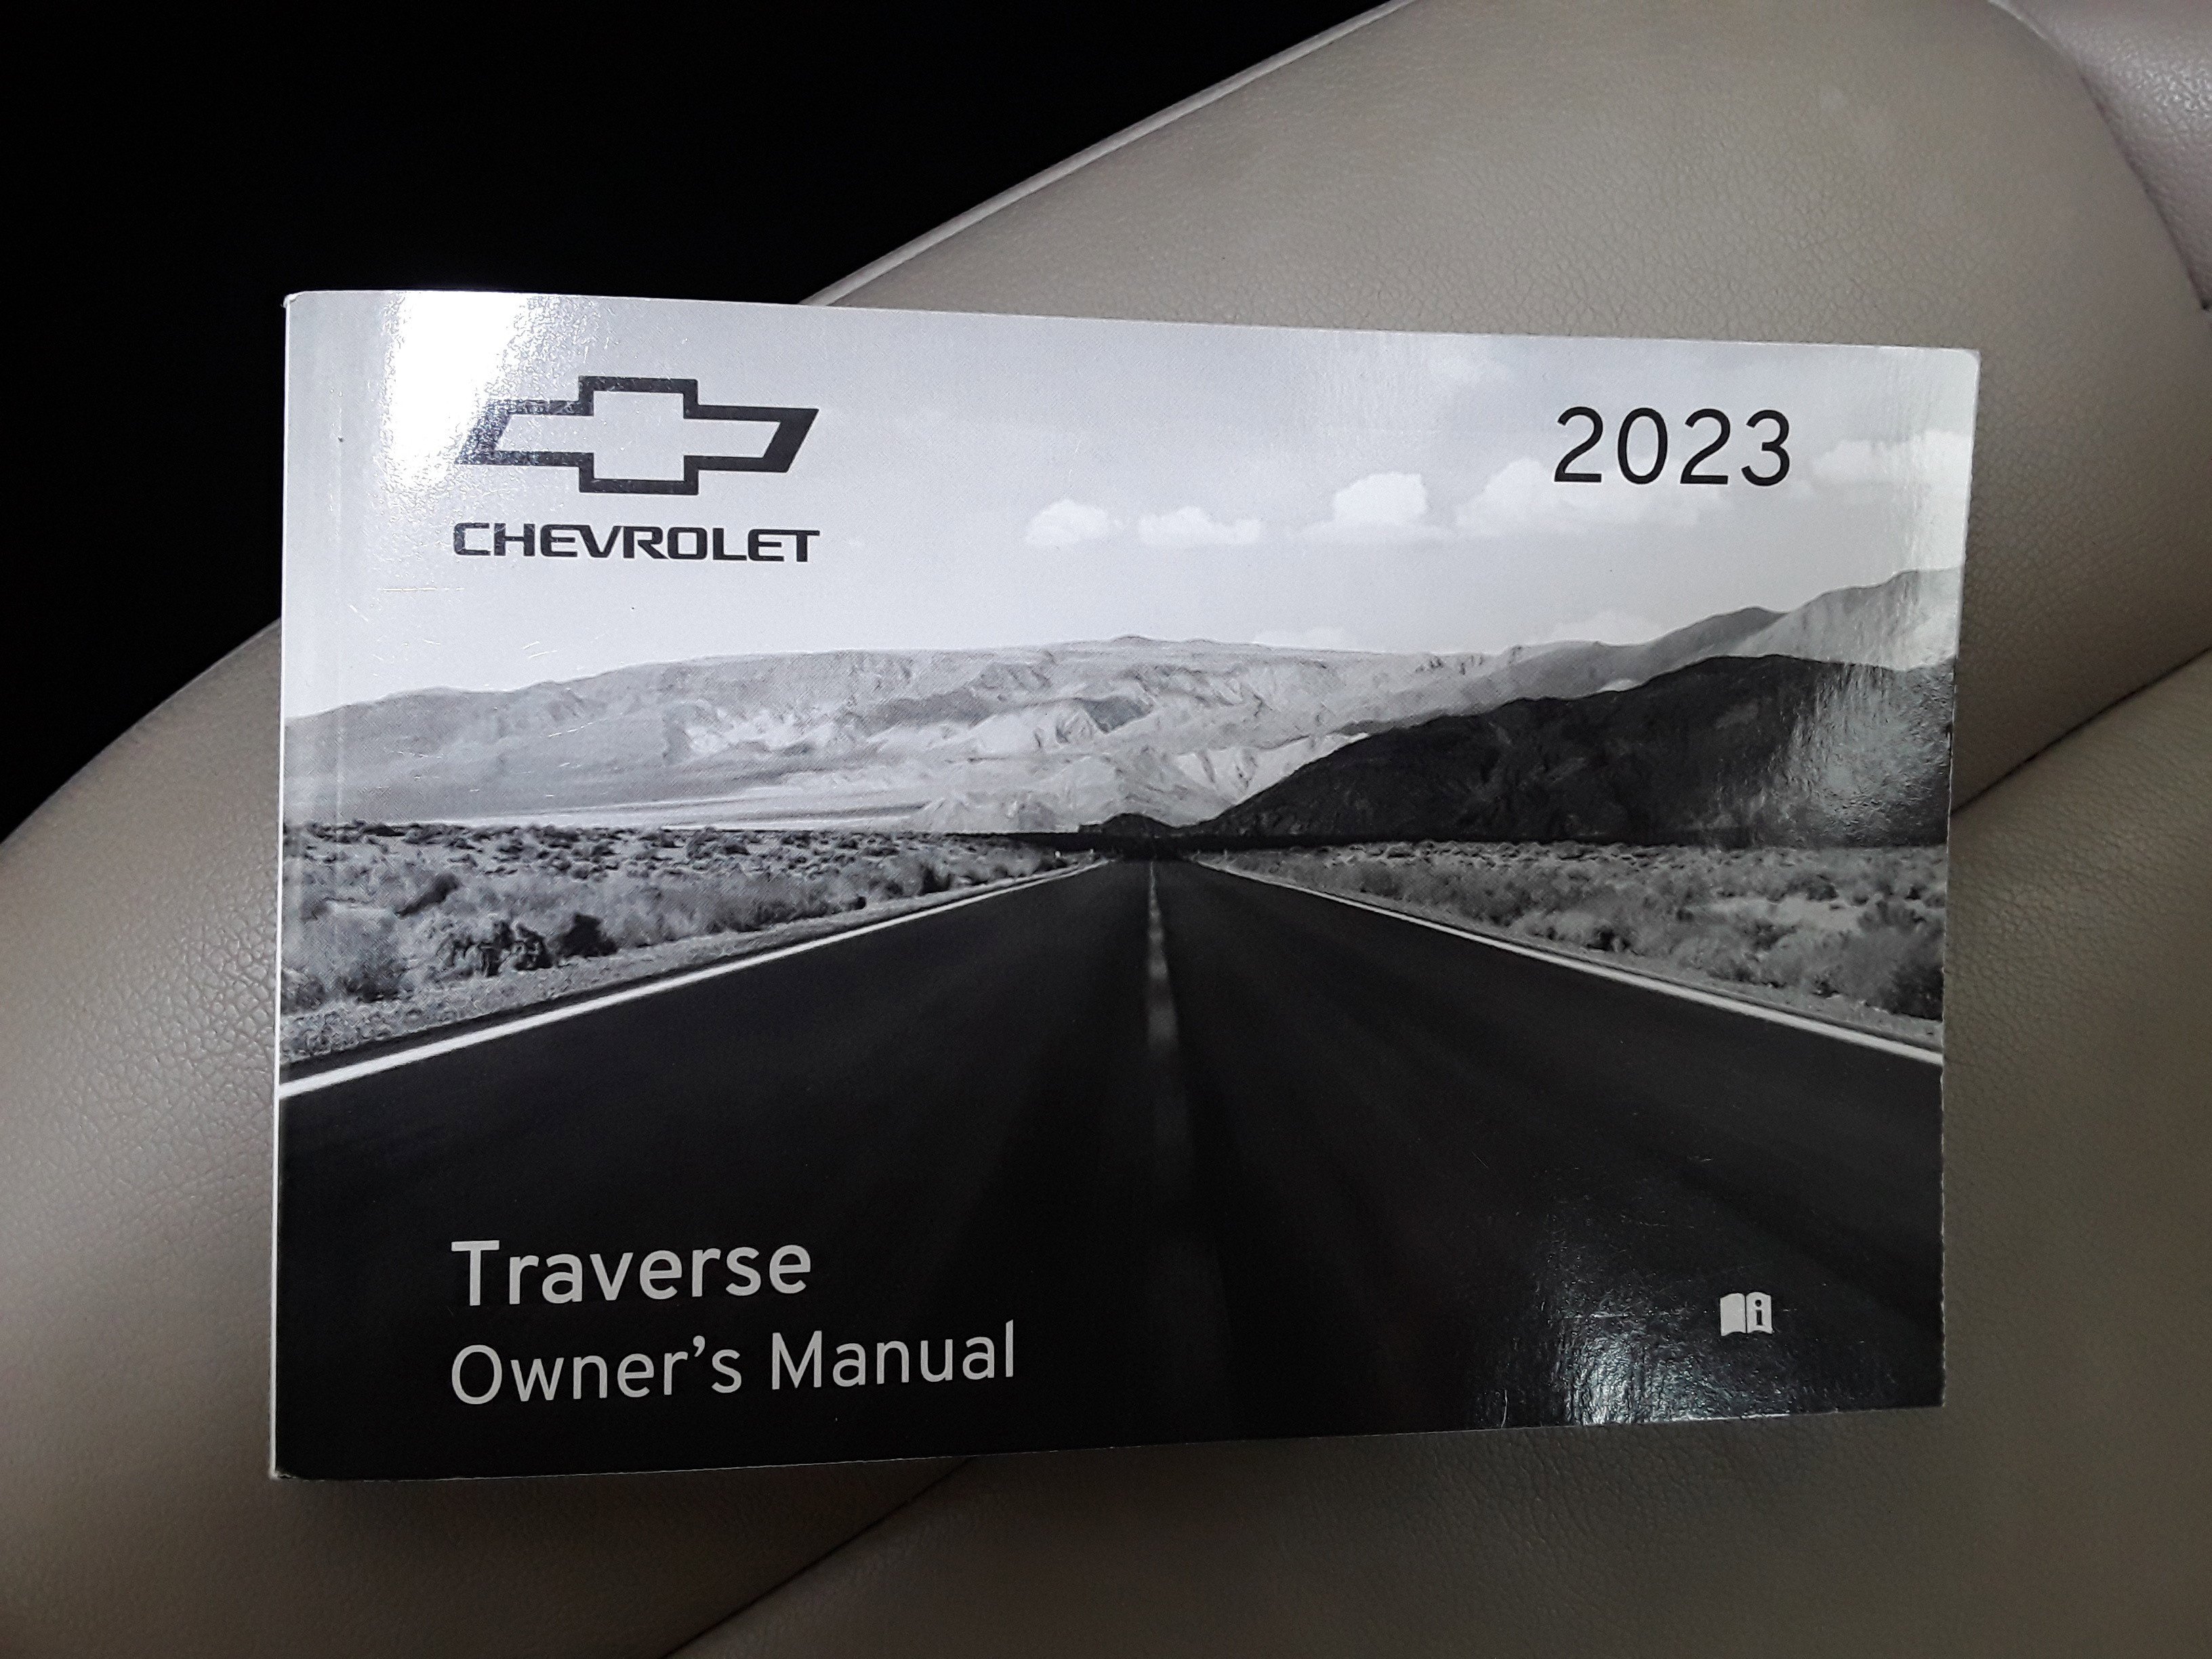 CHEVROLET
2023
Traverse
Owner's Manual